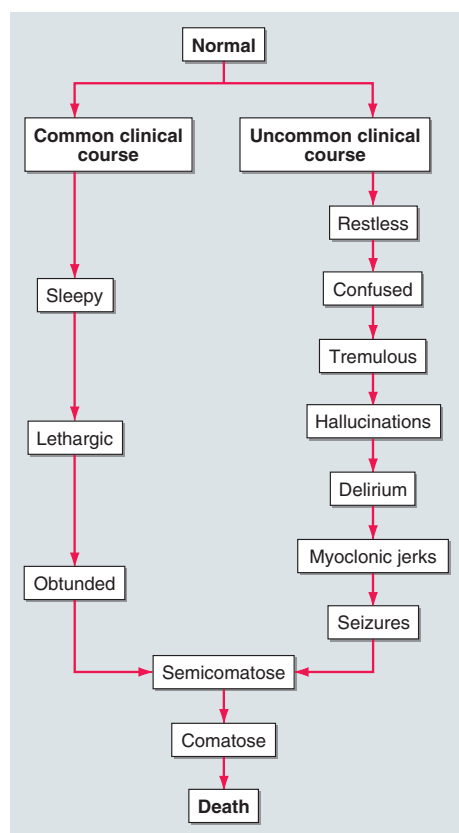 Normal
Common clinical
course
Uncommon clinical
course
Restless
Sleepy
Confused
Tremulous
Hallucinations
Lethargic
Delirium
Myoclonic jerks
Obtunded
Seizures
Semicomatose
Comatose
Death